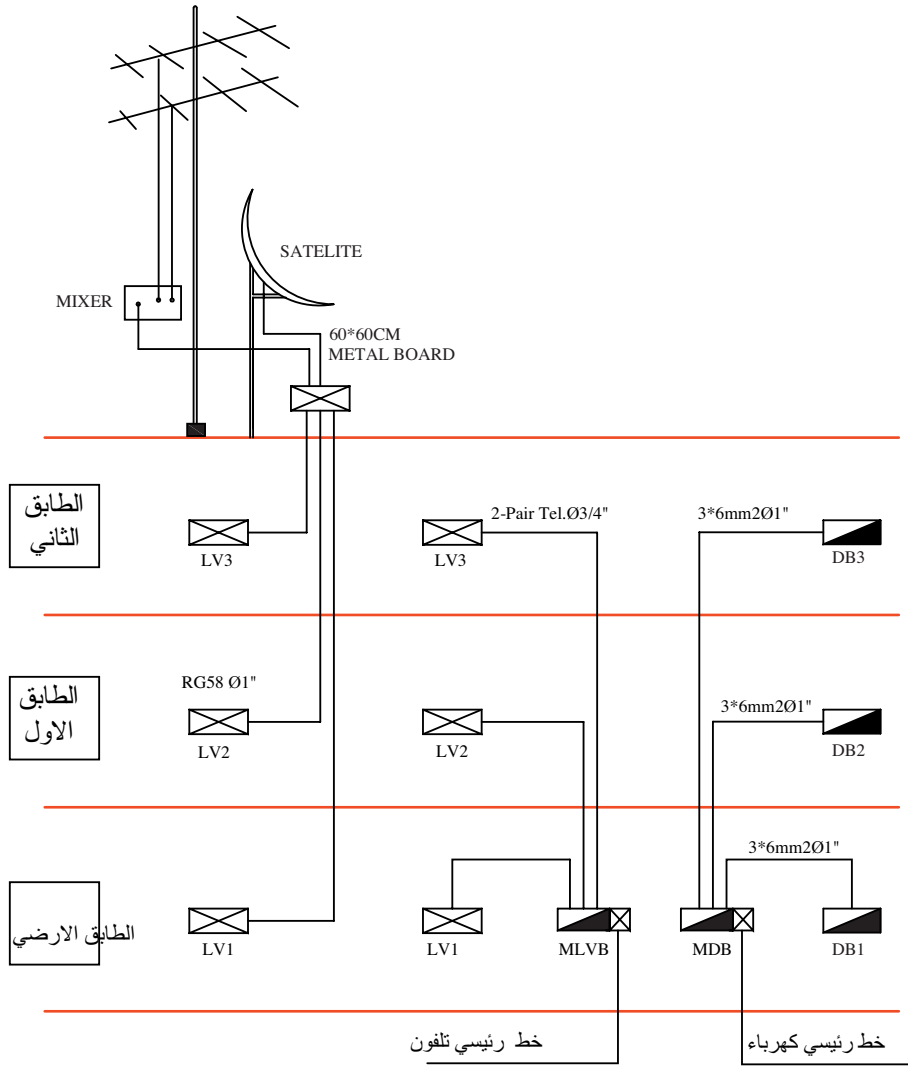 SATELITE
MIXER
60*60CM
METAL BOARD
الطابق
الثاني
LV3
2-Pair Tel.Ø3/4"
LV3
3*6mm2Ø1"
DB3
الطابق
الاول
RG58 Ø1"
LV2
LV2
3*6mm2Ø1"
DB2
الطابق الارضي
LV1
LV1
MLVB
MDB
3*6mm2Ø1"
DB1
خط رئيسي تلفون
خط رئيسي كهرباء